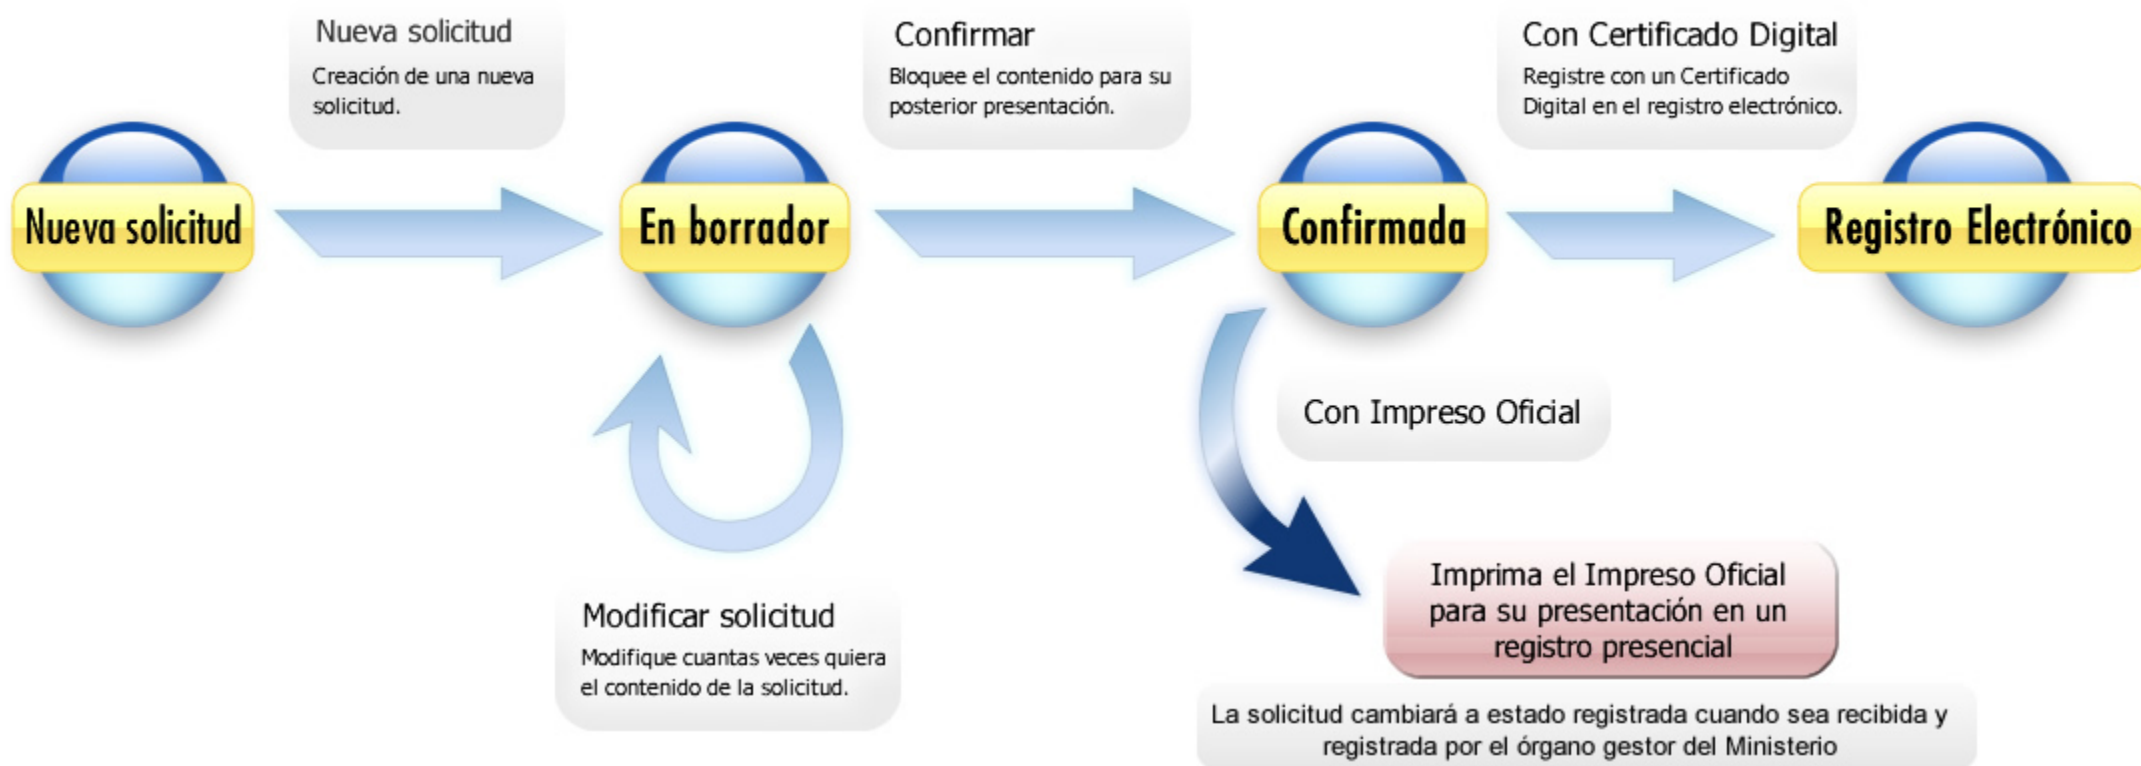 Nueva solicitud
Creación de una nueva
solicitud.
Confirmar
Bloquee el contenido para su
posterior presentación.
Con Certificado Digital
Registre con un Certificado
Digital en el registro electrónico.
Nueva solicitud
En borrador
Confirmada
Registro Electrónico
Con Impreso Oficial
Modificar solicitud
Modifique cuantas veces quiera
el contenido de la solicitud.
Imprima el Impreso Oficial
para su presentación en un
registro presencial
La solicitud cambiará a estado registrada cuando sea recibida y
registrada por el órgano gestor del Ministerio